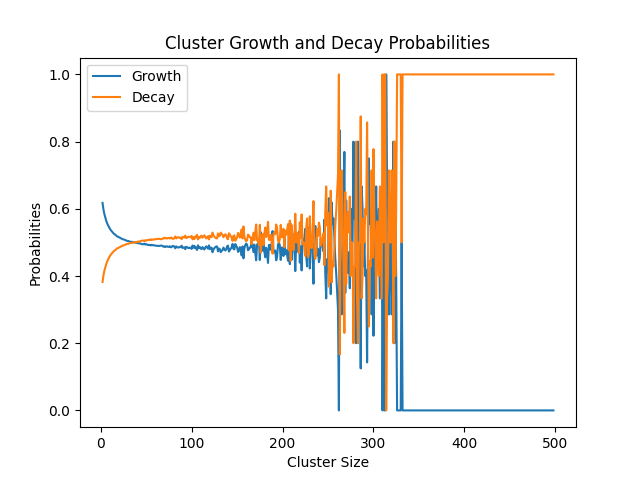 Cluster Growth and Decay Probabilities
Growth
Decay
1.0
0.8
0.6
0.4
0.2
0.0
Probabilities
0
100
200
300
400
500
Cluster Size